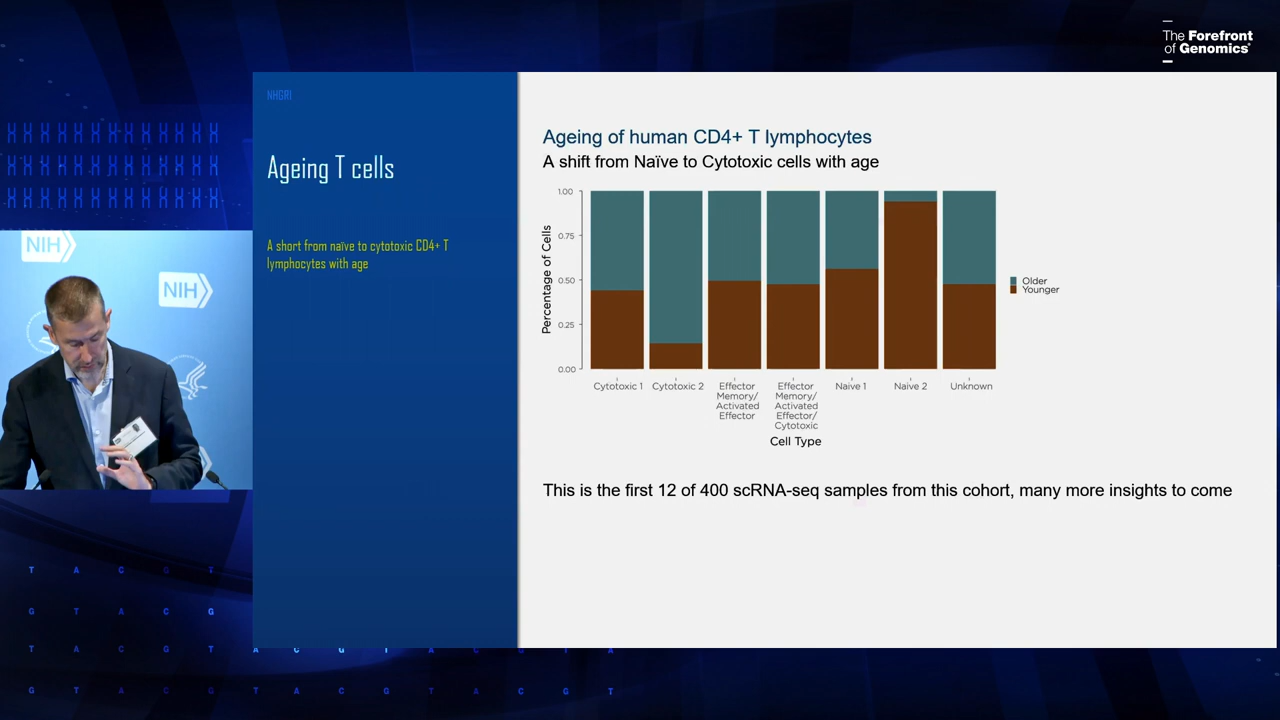 The Forefront
of Genomics®
NHGRI
Ageing T cells
A short from naïve to cytotoxic CD4+ T
lymphocytes with age
NIH
NIH
Ageing of human CD4+ T lymphocytes
A shift from Naïve to Cytotoxic cells with age
Percentage of Cells
1.00
0.75
0.50
0.25
0.00
Cytotoxic 1
Cytotoxic 2
Effector
Memory/
Activated
Effector
Effector
Memory/
Activated
Effector/
Cytotoxic
Naive 1
Naive 2
Unknown
Cell Type
Older
Younger
This is the first 12 of 400 scRNA-seq samples from this cohort, many more insights to come
T A C G T
G T A C G
T A C G T A C G T A C G T A
G T A C G T A C G T A C G T